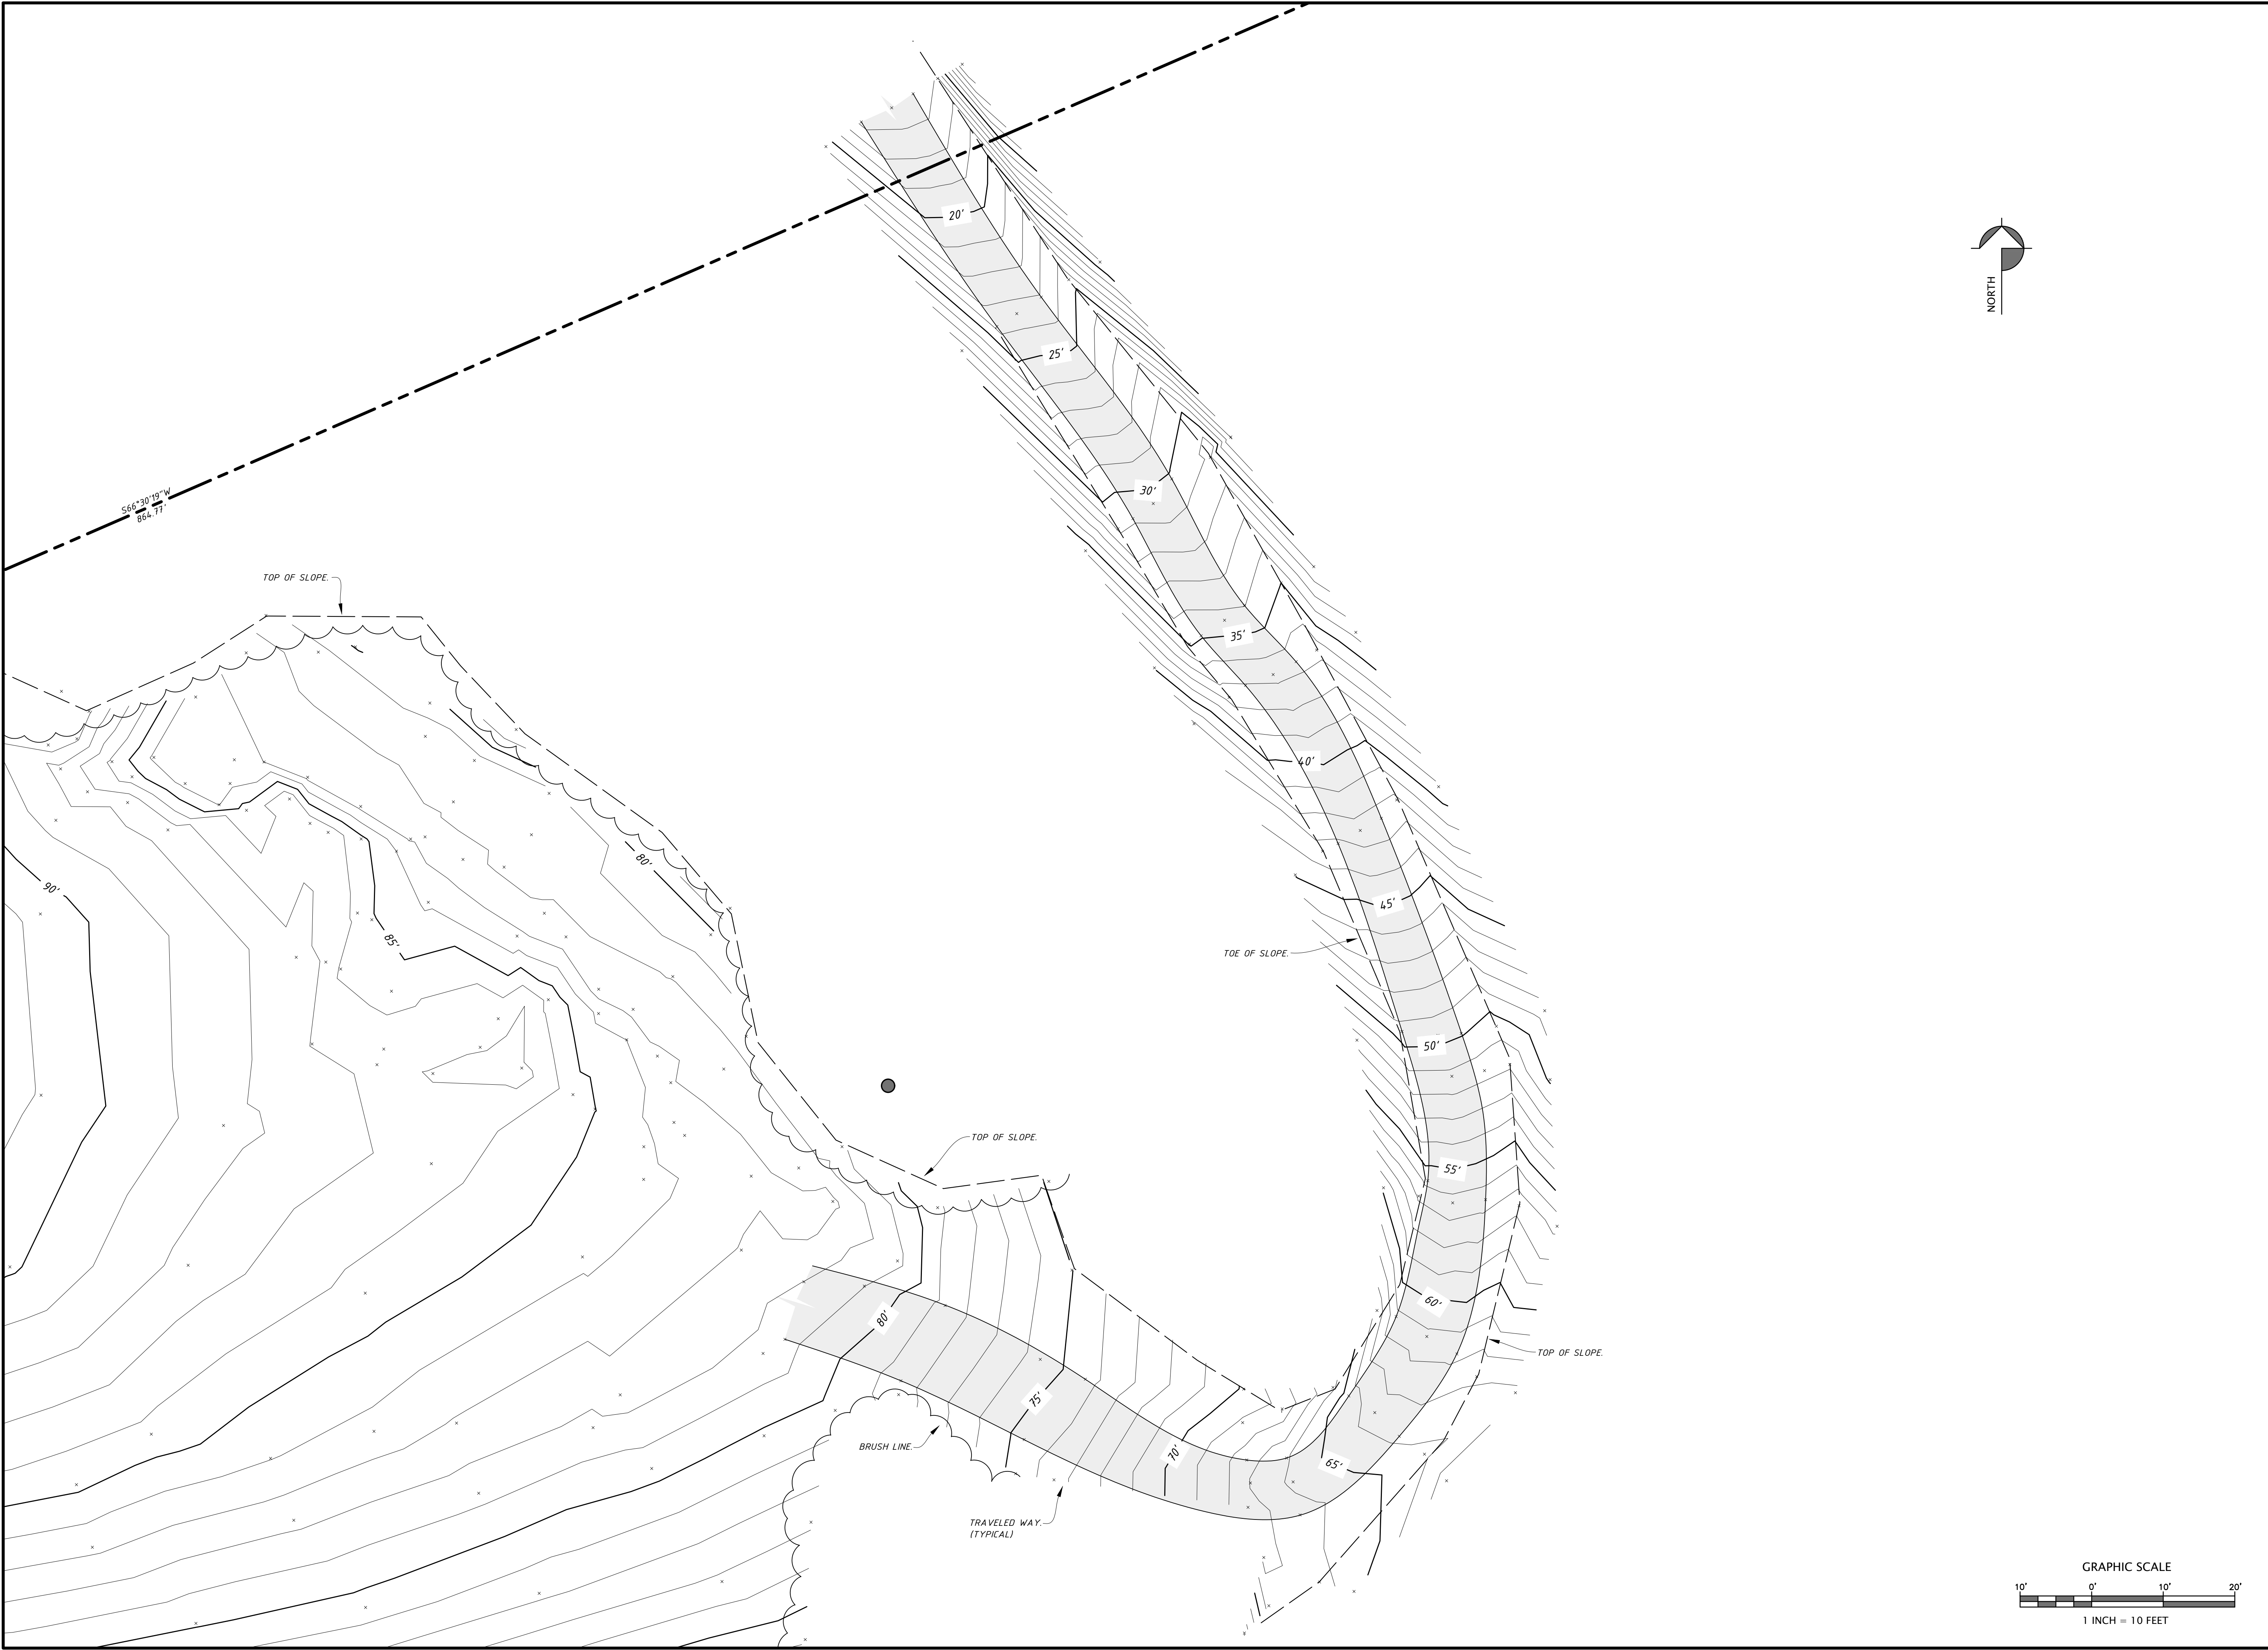 20'
25'
30'
35'
40'
45'
50'
55'
60'
65'
70'
75'
80'
80'
85'
90'
S66°30'19"W
864.77'
TOP OF SLOPE.
TOE OF SLOPE.
TOP OF SLOPE.
TOP OF SLOPE.
BRUSH LINE.
TRAVELED WAY.
(TYPICAL)
NORTH
GRAPHIC SCALE
10' 0' 10' 20'
1 INCH = 10 FEET